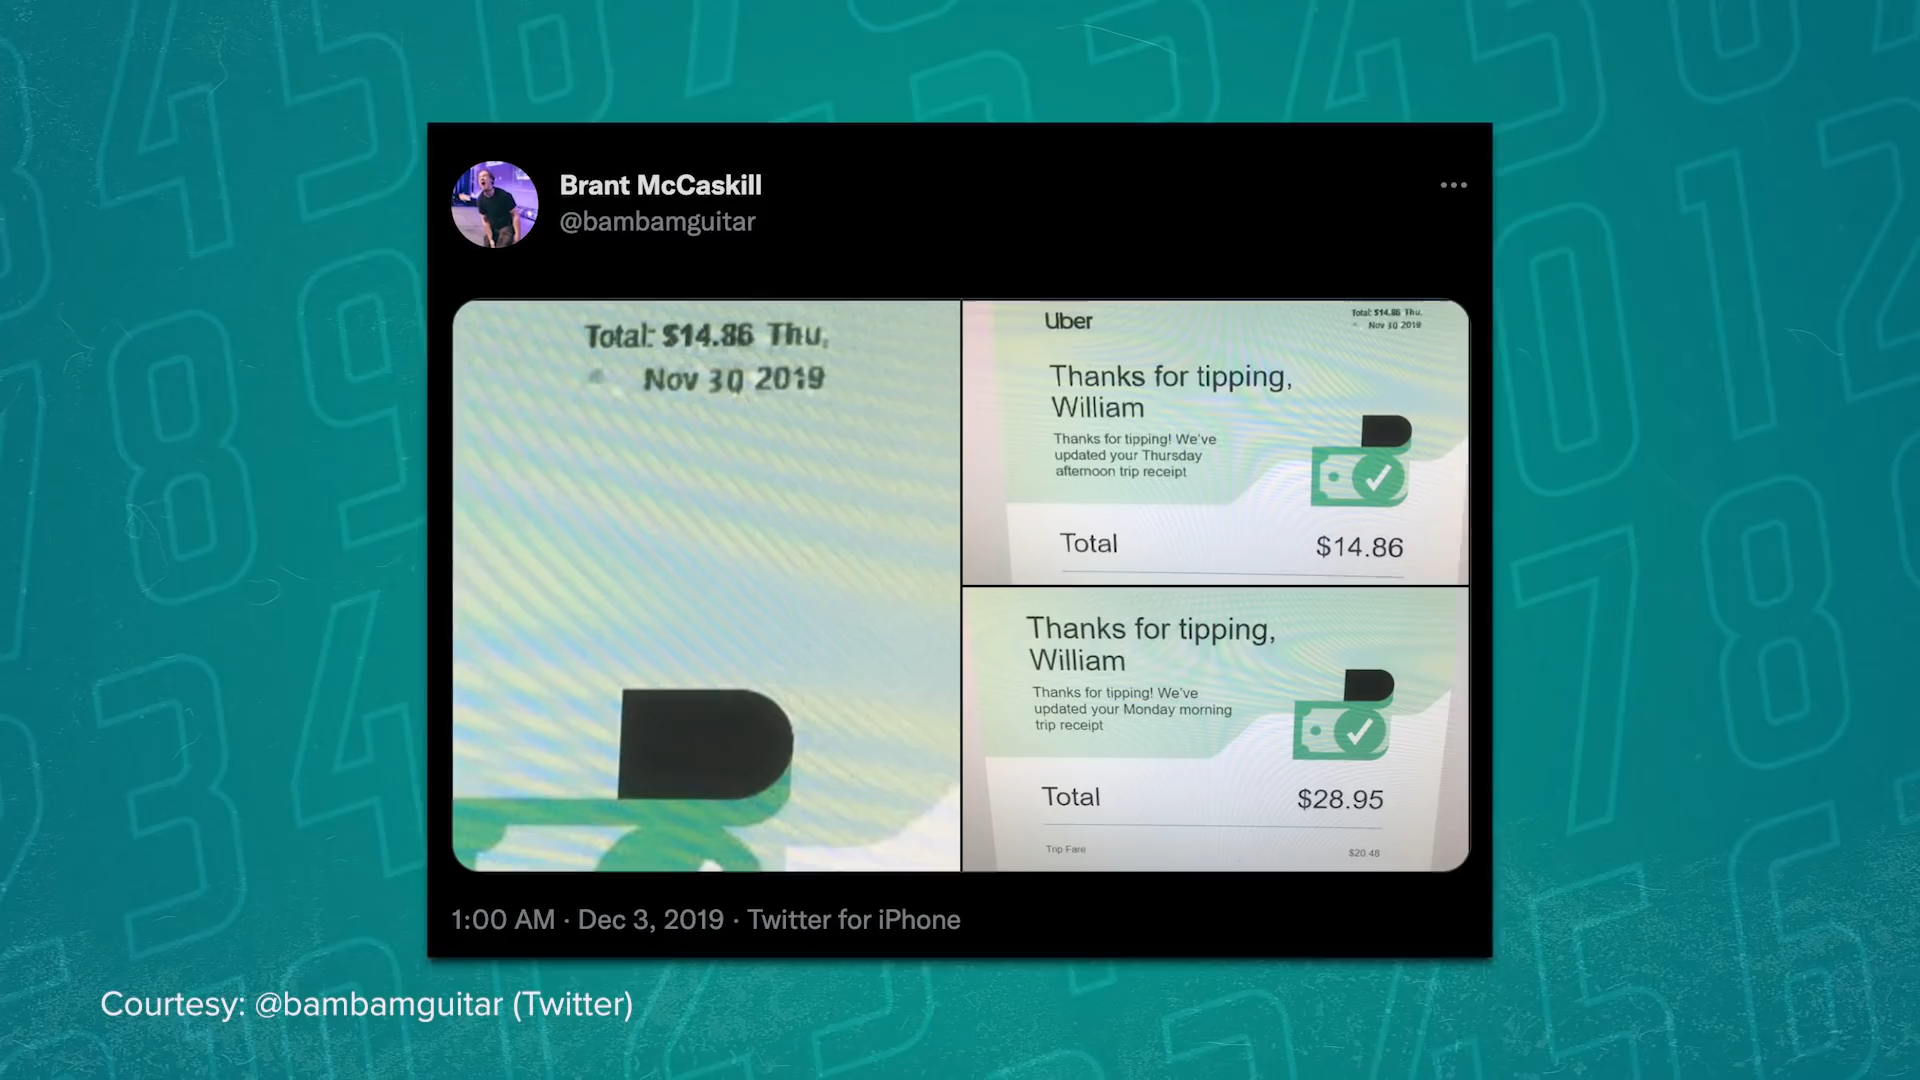 Brant McCaskill
@bambamguitar
Total: $14.86 Thu,
Nov 30 2019
Uber
Total: $14.86 Thu,
Nov 30 2019
Thanks for tipping,
William
Thanks for tipping! We've
updated your Thursday
afternoon trip receipt
Total $14.86
Thanks for tipping,
William
Thanks for tipping! We've
updated your Monday morning
trip receipt
Total $28.95
Trip Fare $20.48
1:00 AM · Dec 3, 2019 · Twitter for iPhone
Courtesy: @bambamguitar (Twitter)